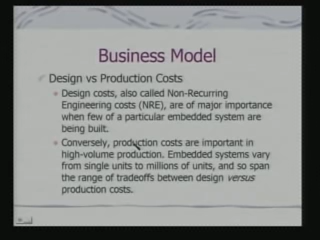 Business Model
Design vs Production Costs
Design costs, also called Non-Recurring
Engineering costs (NRE), are of major importance
when few of a particular embedded system are
being built.
Conversely, production costs are important in
high-volume production. Embedded systems vary
from single units to millions of units, and so span
the range of tradeoffs between design versus
production costs.